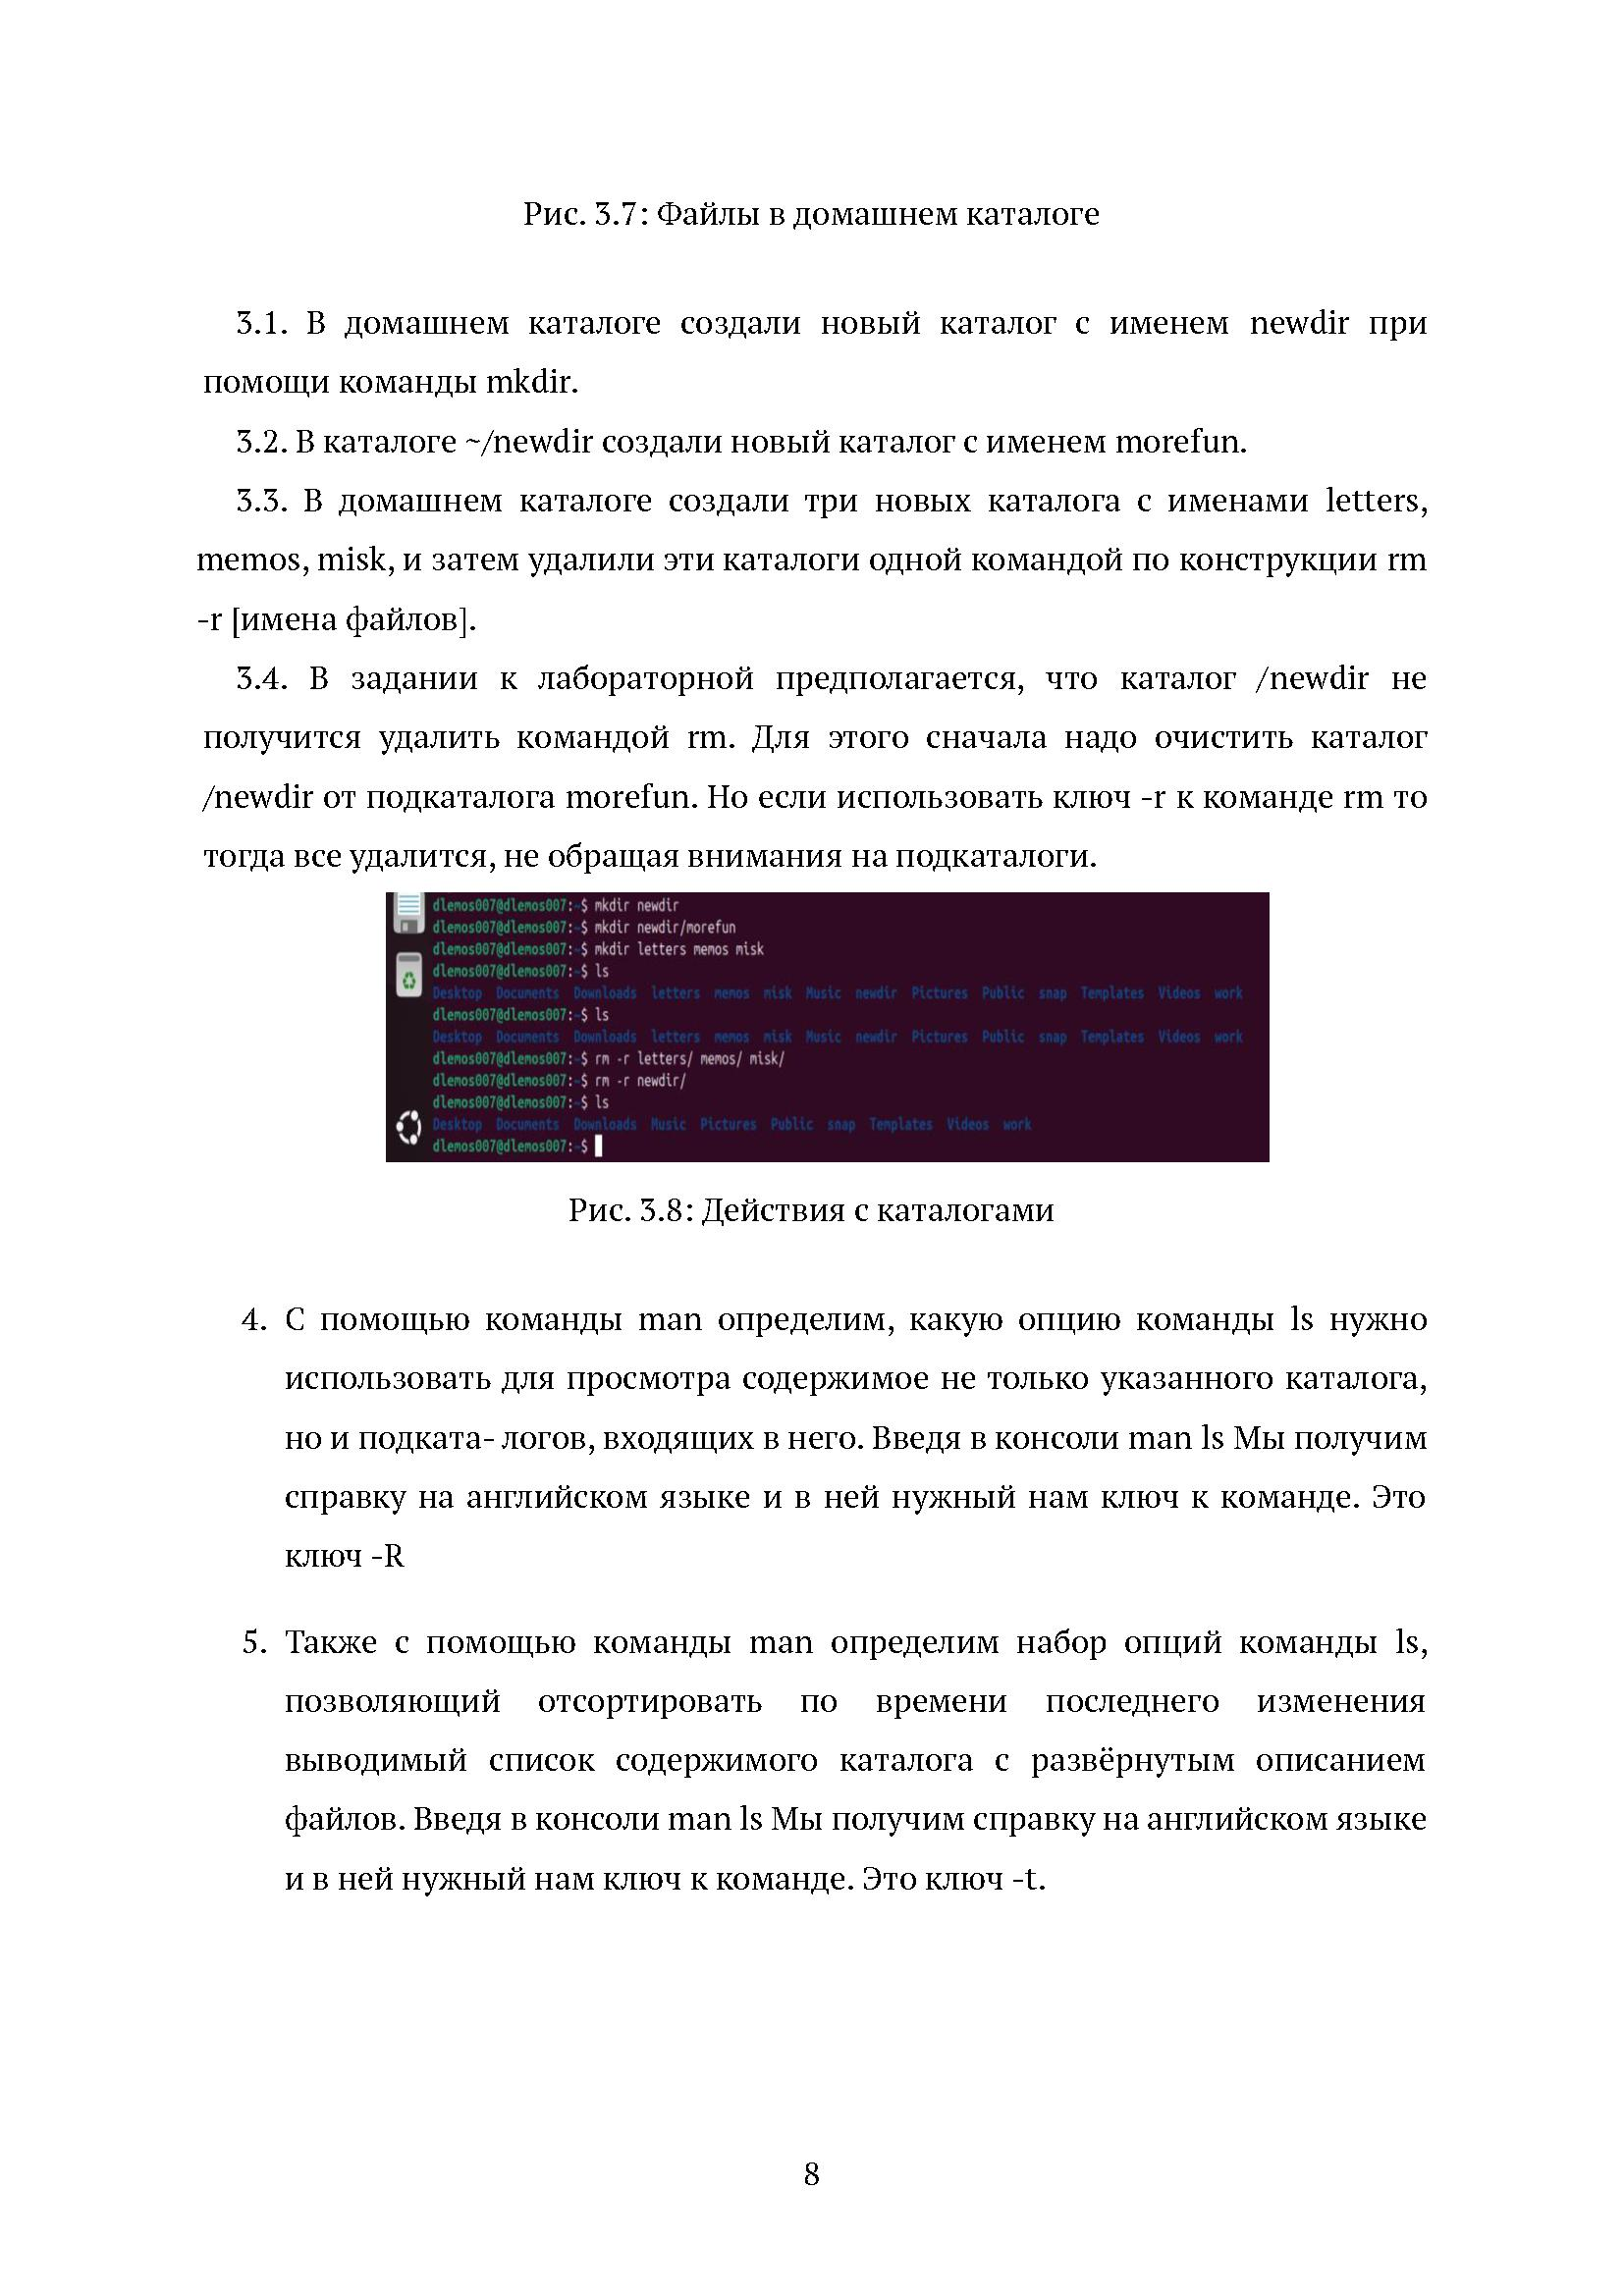 Рис. 3.7: Файлы в домашнем каталоге
3.1. В домашнем каталоге создали новый каталог с именем newdir при
помощи команды mkdir.
3.2. В каталоге ~/newdir создали новый каталог с именем morefun.
3.3. В домашнем каталоге создали три новых каталога с именами letters,
memos, misk, и затем удалили эти каталоги одной командой по конструкции rm
-r [имена файлов].
3.4. В задании к лабораторной предполагается, что каталог /newdir не
получится удалить командой rm. Для этого сначала надо очистить каталог
/newdir от подкаталога morefun. Но если использовать ключ -r к команде rm то
тогда все удалится, не обращая внимания на подкаталоги.
dlemos007@dlemos007:~$ mkdir newdir
dlemos007@dlemos007:~$ mkdir newdir/morefun
dlemos007@dlemos007:~$ mkdir letters memos misk
dlemos007@dlemos007:~$ ls
Desktop Documents Downloads letters memos misk Music newdir Pictures Public snap Templates Videos work
dlemos007@dlemos007:~$ ls
Desktop Documents Downloads letters memos misk Music newdir Pictures Public snap Templates Videos work
dlemos007@dlemos007:~$ rm -r letters/ memos/ misk/
dlemos007@dlemos007:~$ rm -r newdir/
dlemos007@dlemos007:~$ ls
Desktop Documents Downloads Music Pictures Public snap Templates Videos work
dlemos007@dlemos007:~$
Рис. 3.8: Действия с каталогами
4. С помощью команды man определим, какую опцию команды ls нужно
использовать для просмотра содержимое не только указанного каталога,
но и подката- логов, входящих в него. Введя в консоли man ls Мы получим
справку на английском языке и в ней нужный нам ключ к команде. Это
ключ -R
5. Также с помощью команды man определим набор опций команды ls,
позволяющий отсортировать по времени последнего изменения
выводимый список содержимого каталога с развёрнутым описанием
файлов. Введя в консоли man ls Мы получим справку на английском языке
и в ней нужный нам ключ к команде. Это ключ -t.
8